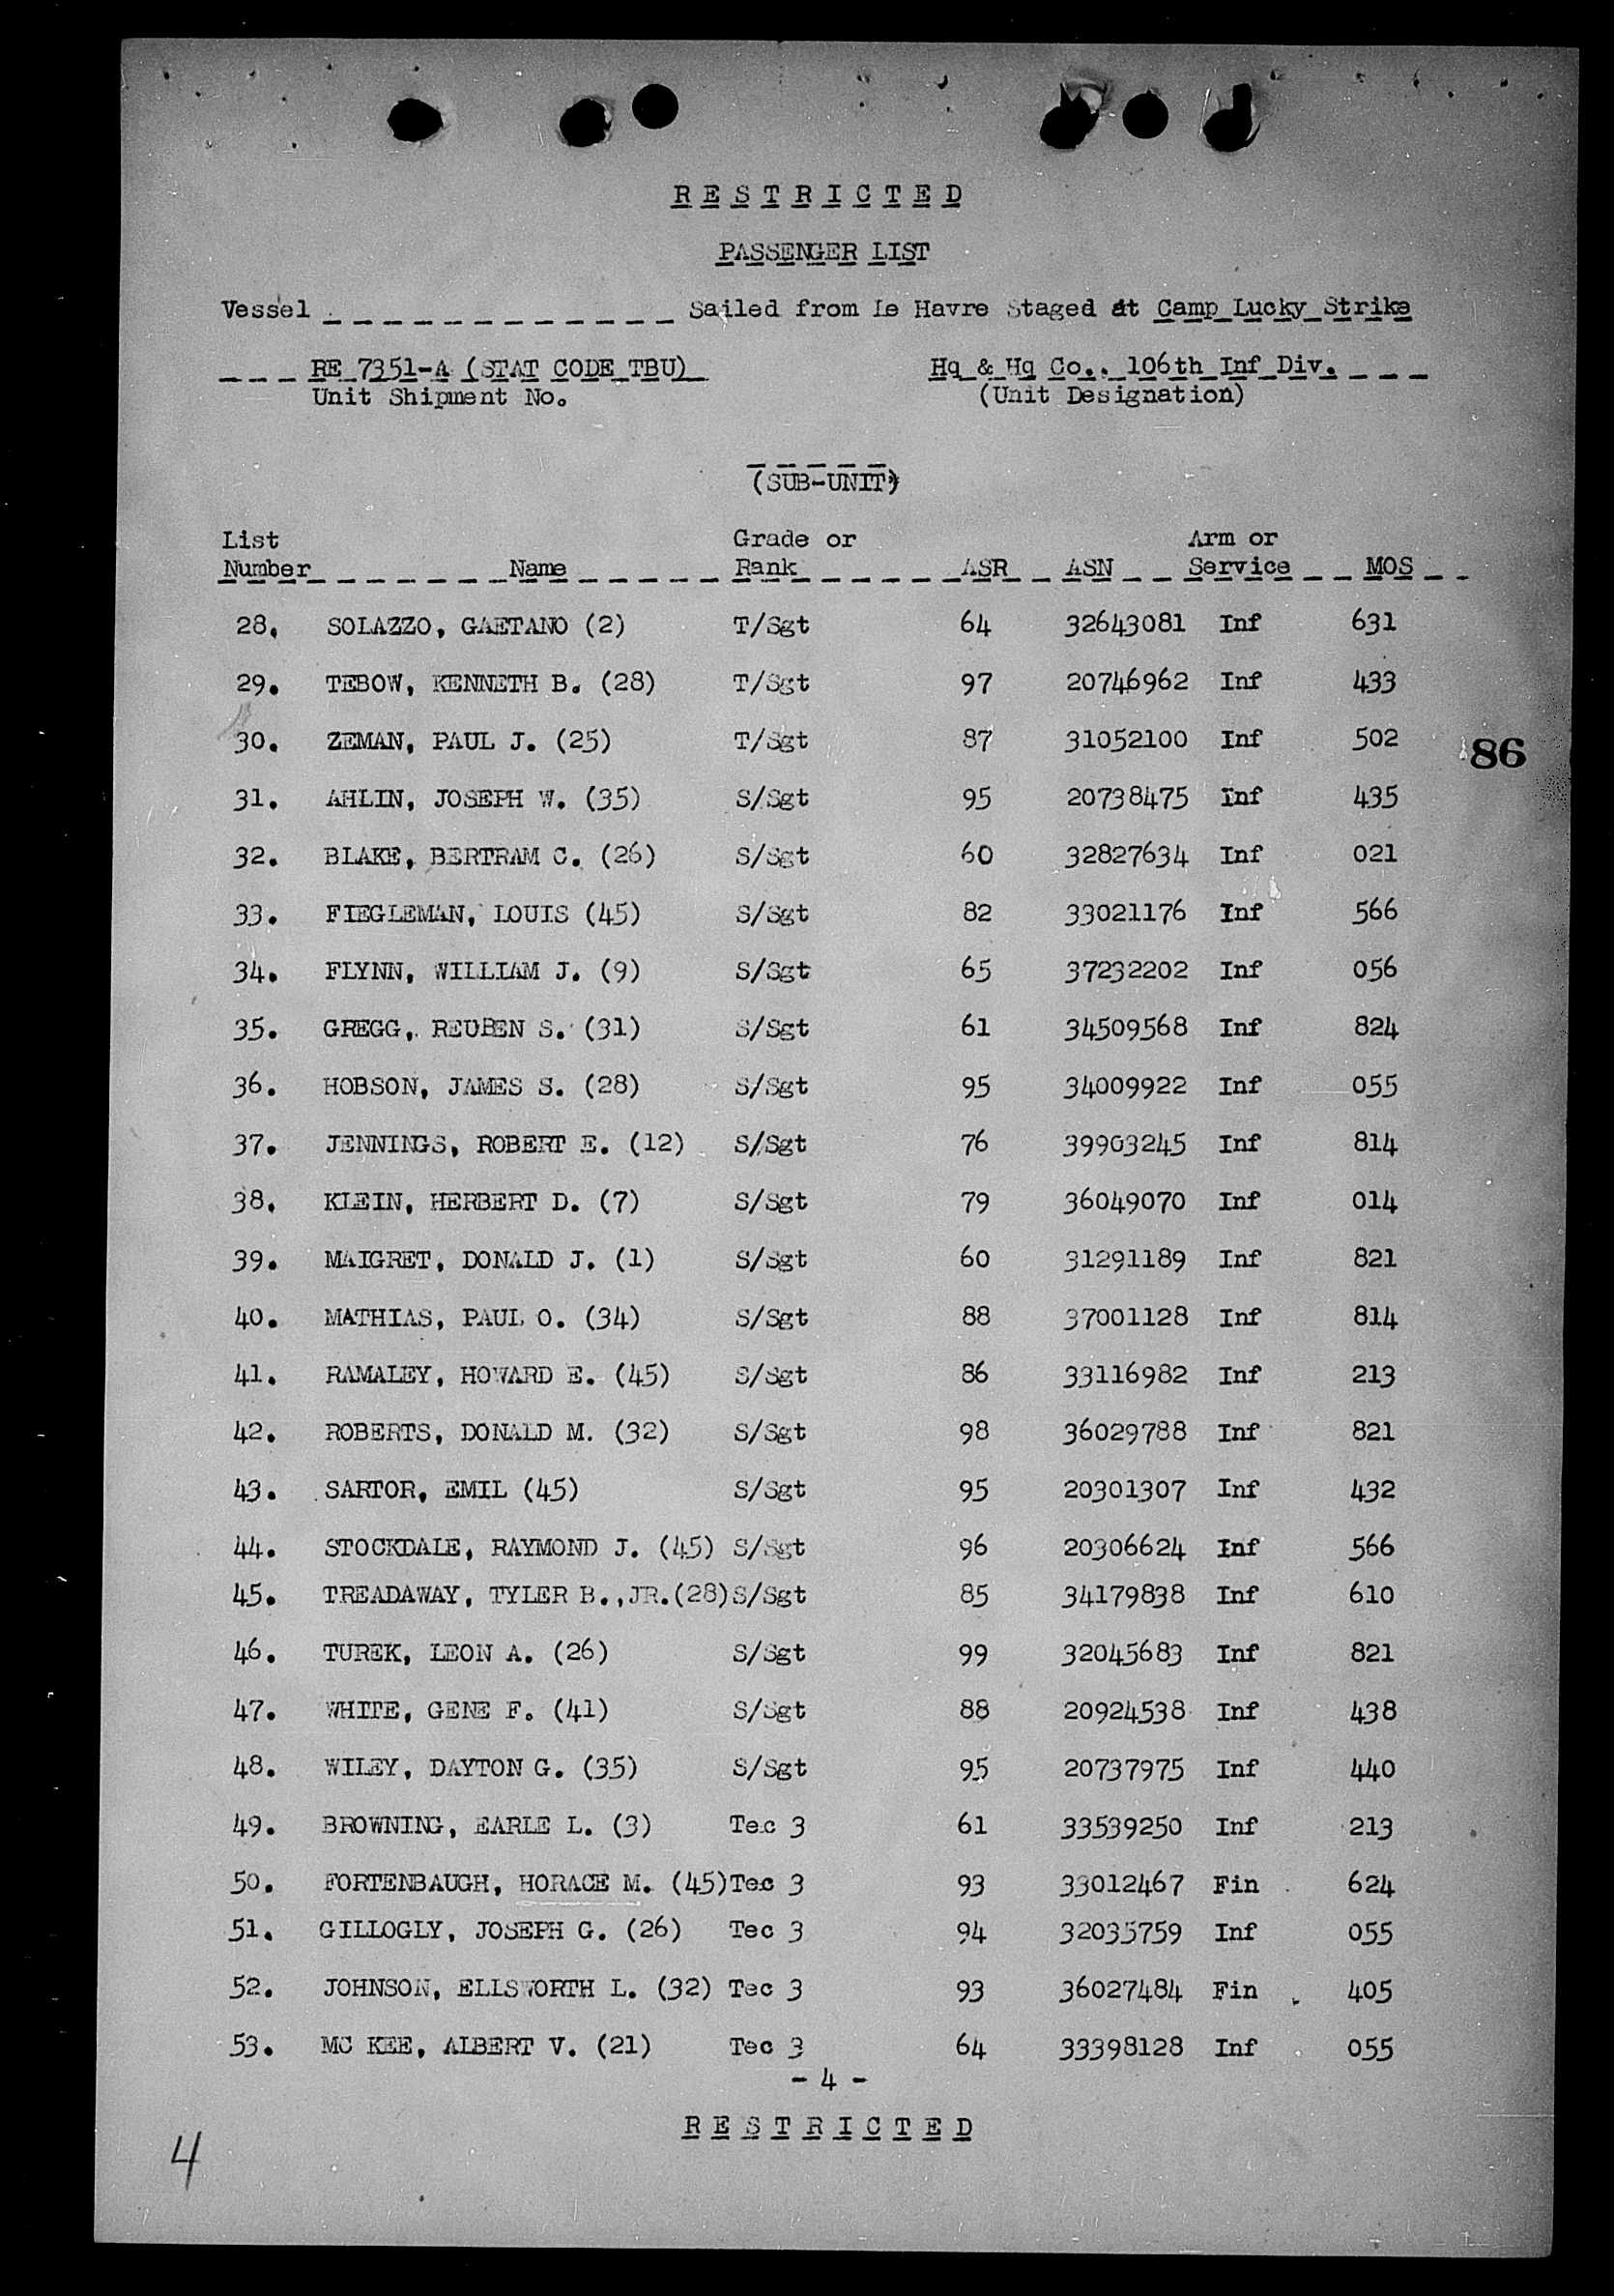 RESTRICTED
PASSENGER LIST
Vessel _ _ _ _ _ _ _ _ _ _ _ _ Sailed from Le Havre Staged at Camp Lucky Strike
_ _ _ RE 7351-A (STAT CODE TBU) Hq & Hq Co., 106th Inf Div. _ _ _
Unit Shipment No. (Unit Designation)
_ _ _ _ _
(SUB-UNIT)
List Grade or Arm or
Number Name Rank ASR ASN Service MOS
28. SOLAZZO, GAETANO (2) T/Sgt 64 32643081 Inf 631
29. TEBOW, KENNETH B. (28) T/Sgt 97 20746962 Inf 433
30. ZEMAN, PAUL J. (25) T/Sgt 87 31052100 Inf 502
86
31. AHLIN, JOSEPH W. (35) S/Sgt 95 20738475 Inf 435
32. BLAKE, BERTRAM C. (26) S/Sgt 60 32827634 Inf 021
33. FIEGLEMAN, LOUIS (45) S/Sgt 82 33021176 Inf 566
34. FLYNN, WILLIAM J. (9) S/Sgt 65 37232202 Inf 056
35. GREGG, REUBEN S. (31) S/Sgt 61 34509568 Inf 824
36. HOBSON, JAMES S. (28) S/Sgt 95 34009922 Inf 055
37. JENNINGS, ROBERT E. (12) S/Sgt 76 39903245 Inf 814
38. KLEIN, HERBERT D. (7) S/Sgt 79 36049070 Inf 014
39. MAIGRET, DONALD J. (1) S/Sgt 60 31291189 Inf 821
40. MATHIAS, PAUL O. (34) S/Sgt 88 37001128 Inf 814
41. RAMALEY, HOWARD E. (45) S/Sgt 86 33116982 Inf 213
42. ROBERTS, DONALD M. (32) S/Sgt 98 36029788 Inf 821
43. SARTOR, EMIL (45) S/Sgt 95 20301307 Inf 432
44. STOCKDALE, RAYMOND J. (45) S/Sgt 96 20306624 Inf 566
45. TREADAWAY, TYLER B.,JR.(28) S/Sgt 85 34179838 Inf 610
46. TUREK, LEON A. (26) S/Sgt 99 32045683 Inf 821
47. WHITE, GENE F. (41) S/Sgt 88 20924538 Inf 438
48. WILEY, DAYTON G. (35) S/Sgt 95 20737975 Inf 440
49. BROWNING, EARLE L. (3) Tec 3 61 33539250 Inf 213
50. FORTENBAUGH, HORACE M. (45) Tec 3 93 33012467 Fin 624
51. GILLOGLY, JOSEPH G. (26) Tec 3 94 32035759 Inf 055
52. JOHNSON, ELLSWORTH L. (32) Tec 3 93 36027484 Fin 405
53. MC KEE, ALBERT V. (21) Tec 3 64 33398128 Inf 055
- 4 -
RESTRICTED
4